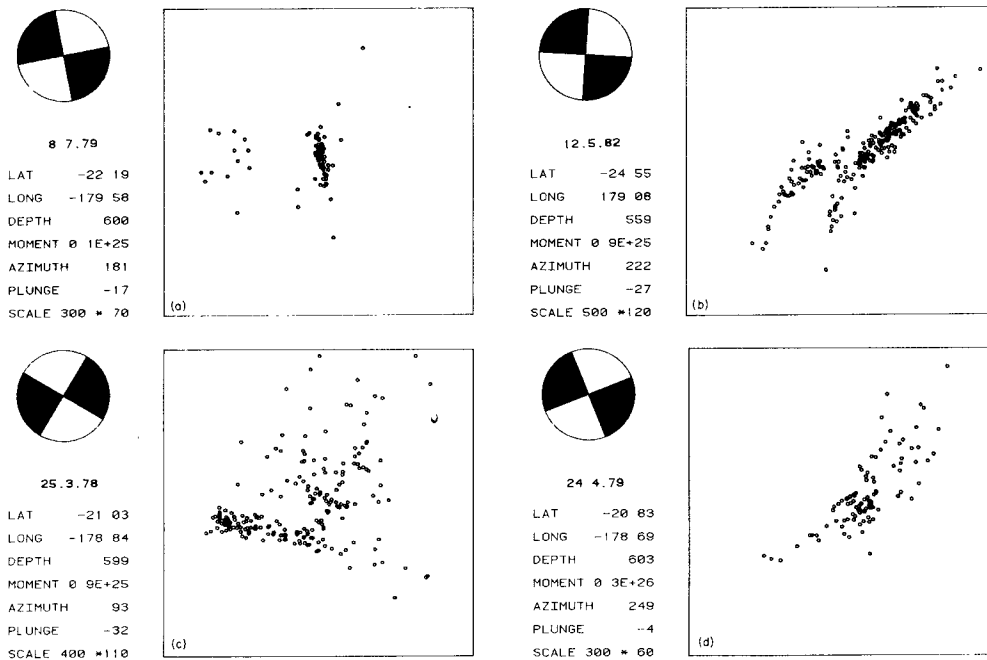 8 7.79
LAT -22 19
LONG -179 58
DEPTH 600
MOMENT 0 1E+25
AZIMUTH 181
PLUNGE -17
SCALE 300 * 70
(a)
12.5.82
LAT -24 55
LONG 179 08
DEPTH 559
MOMENT 0 9E+25
AZIMUTH 222
PLUNGE -27
SCALE 500 *120
(b)
25.3.78
LAT -21 03
LONG -178 84
DEPTH 599
MOMENT 0 9E+25
AZIMUTH 93
PLUNGE -32
SCALE 400 *110
(c)
24 4.79
LAT -20 83
LONG -178 69
DEPTH 603
MOMENT 0 3E+26
AZIMUTH 249
PLUNGE -4
SCALE 300 * 60
(d)